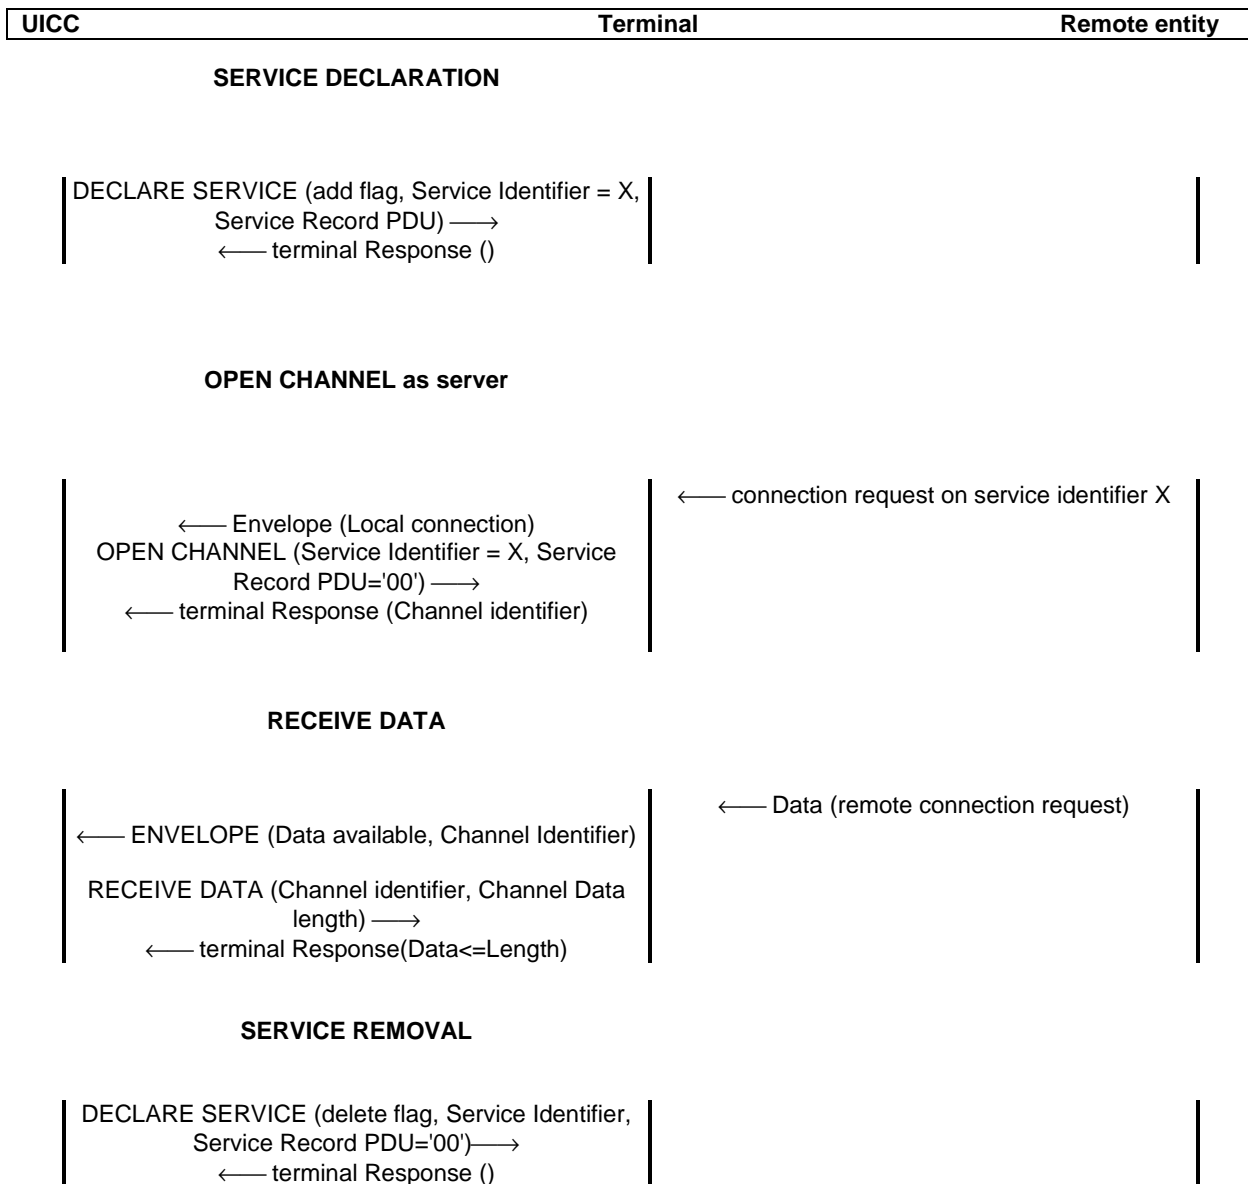 UICC Terminal Remote entity
SERVICE DECLARATION
DECLARE SERVICE (add flag, Service Identifier = X,
Service Record PDU) ⟶
⟵ terminal Response ()
OPEN CHANNEL as server
⟵ connection request on service identifier X
⟵ Envelope (Local connection)
OPEN CHANNEL (Service Identifier = X, Service
Record PDU='00') ⟶
⟵ terminal Response (Channel identifier)
RECEIVE DATA
⟵ Data (remote connection request)
⟵ ENVELOPE (Data available, Channel Identifier)
RECEIVE DATA (Channel identifier, Channel Data
length) ⟶
⟵ terminal Response(Data<=Length)
SERVICE REMOVAL
DECLARE SERVICE (delete flag, Service Identifier,
Service Record PDU='00')⟶
⟵ terminal Response ()